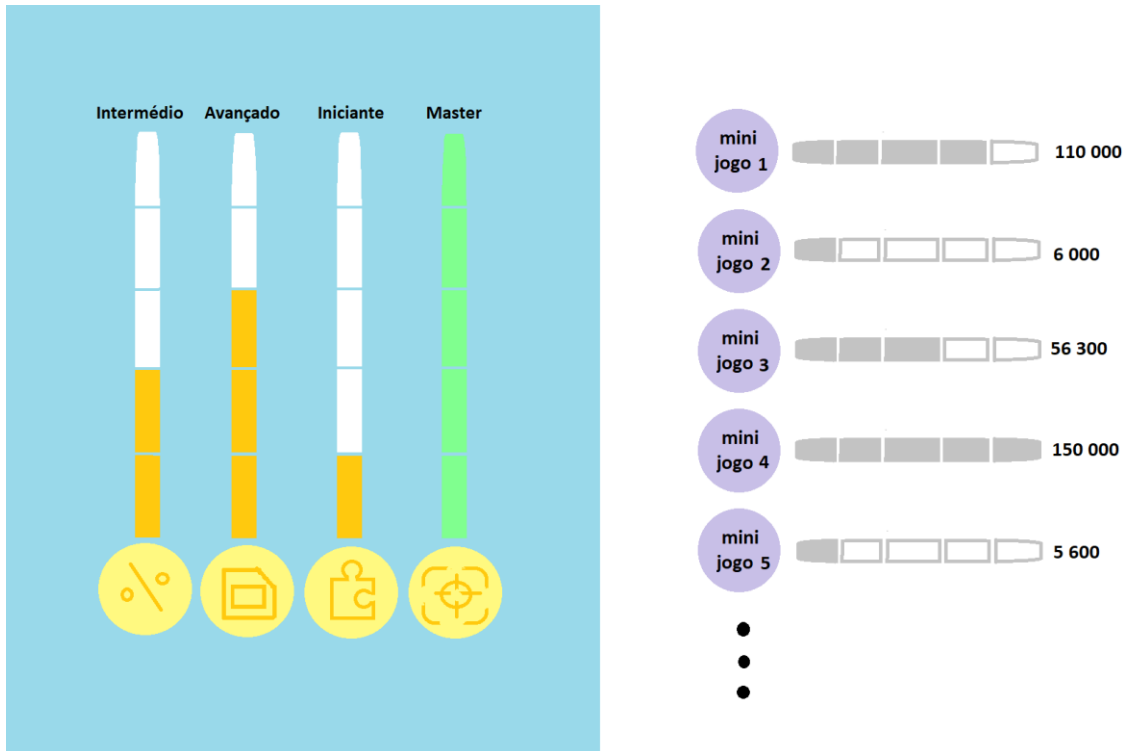 Intermédio Avançado Iniciante Master
mini
jogo 1
110 000
mini
jogo 2
6 000
mini
jogo 3
56 300
mini
jogo 4
150 000
mini
jogo 5
5 600